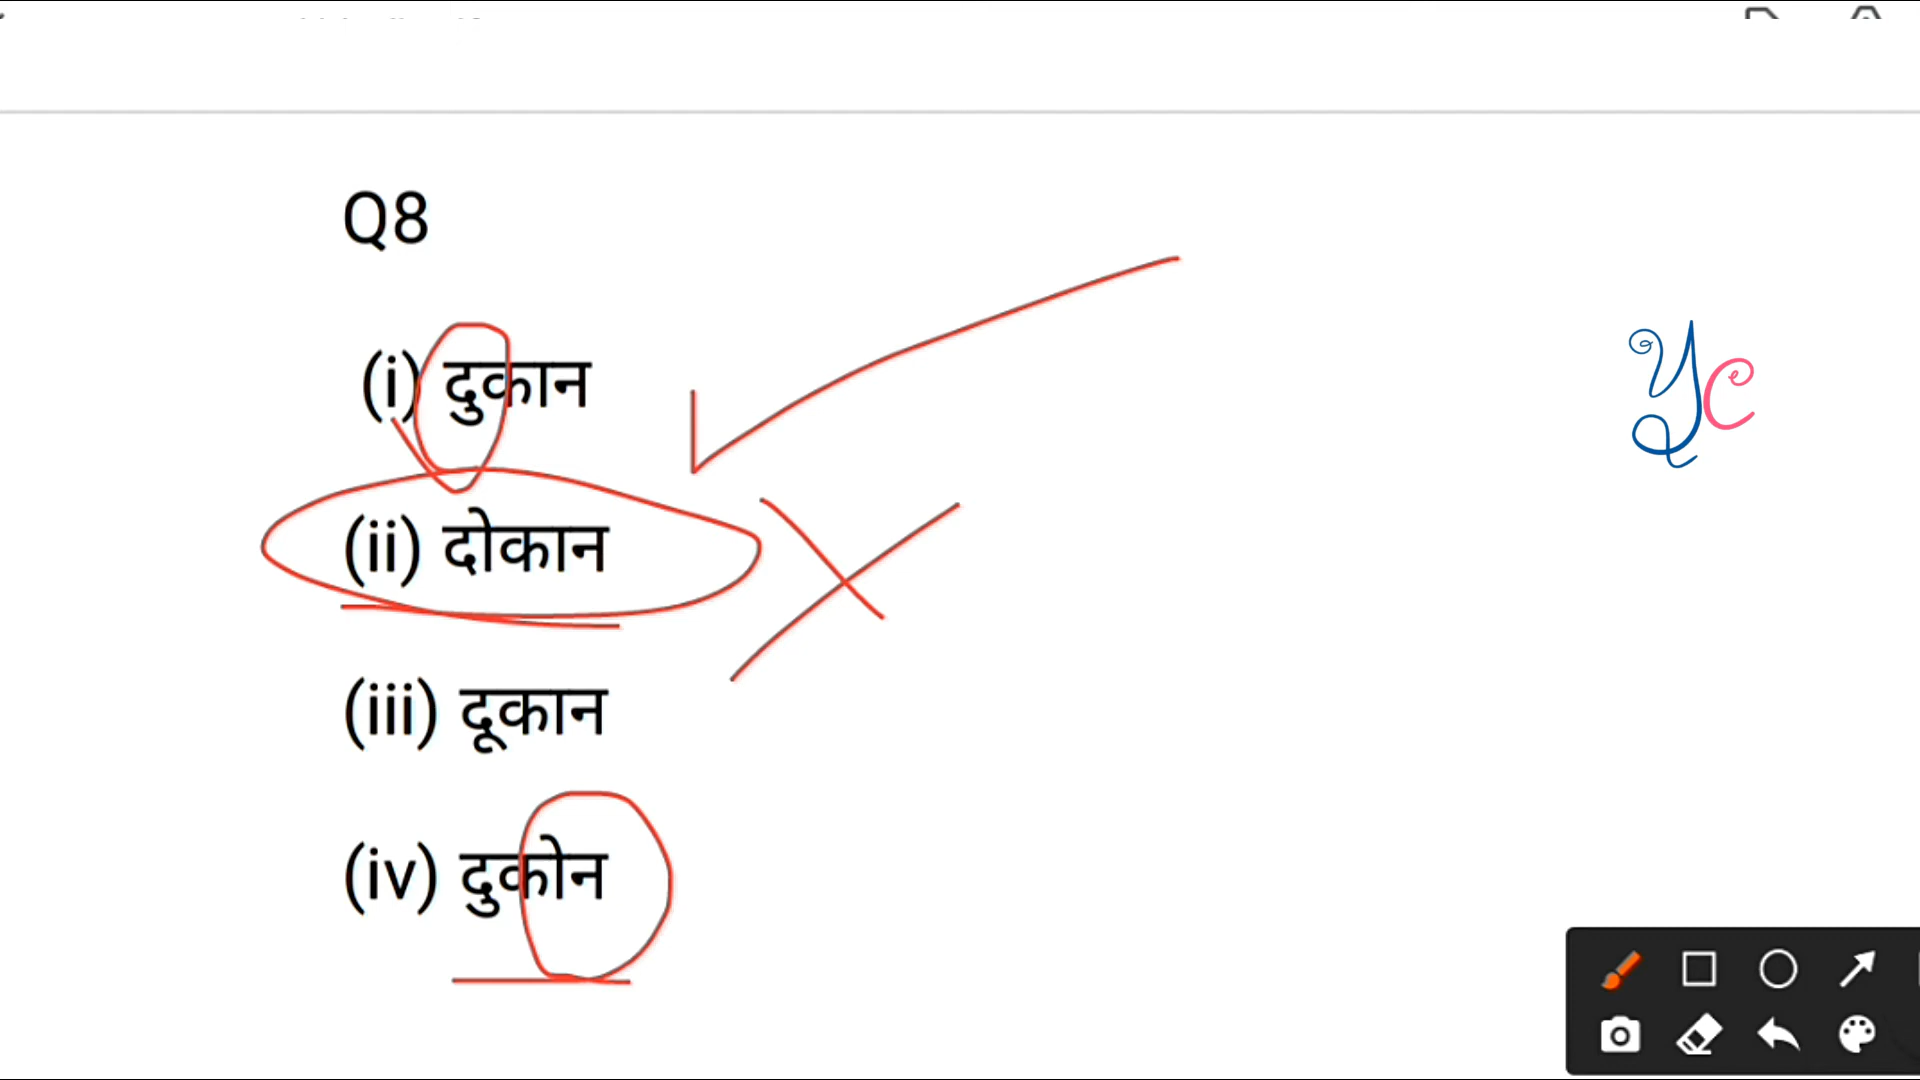 Q8
(i) दुकान
(ii) दोकान
(iii) दूकान
(iv) दुकोन
YC